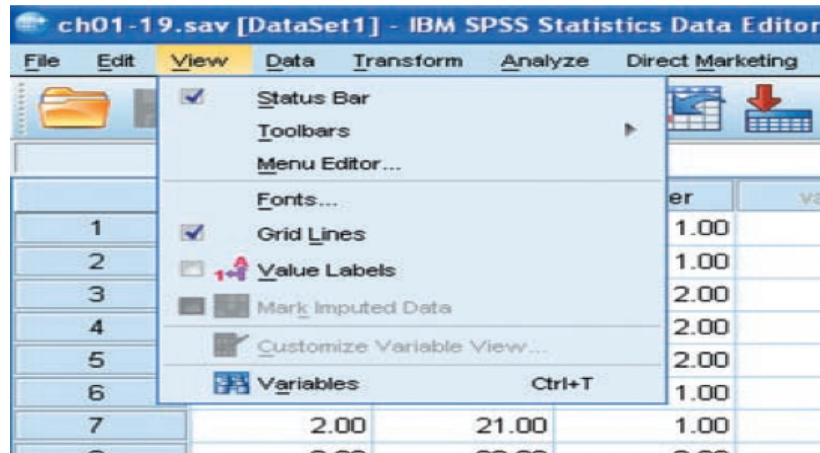 ch01-19.sav [DataSet1] - IBM SPSS Statistics Data Editor
File Edit View Data Transform Analyze Direct Marketing
Status Bar
Toolbars
Menu Editor...
Fonts...
er
1 Grid Lines 1.00
2 Value Labels 1.00
3 Mark Imputed Data 2.00
4 2.00
Customize Variable View...
5 2.00
Variables Ctrl+T
6 1.00
7 2.00 21.00 1.00